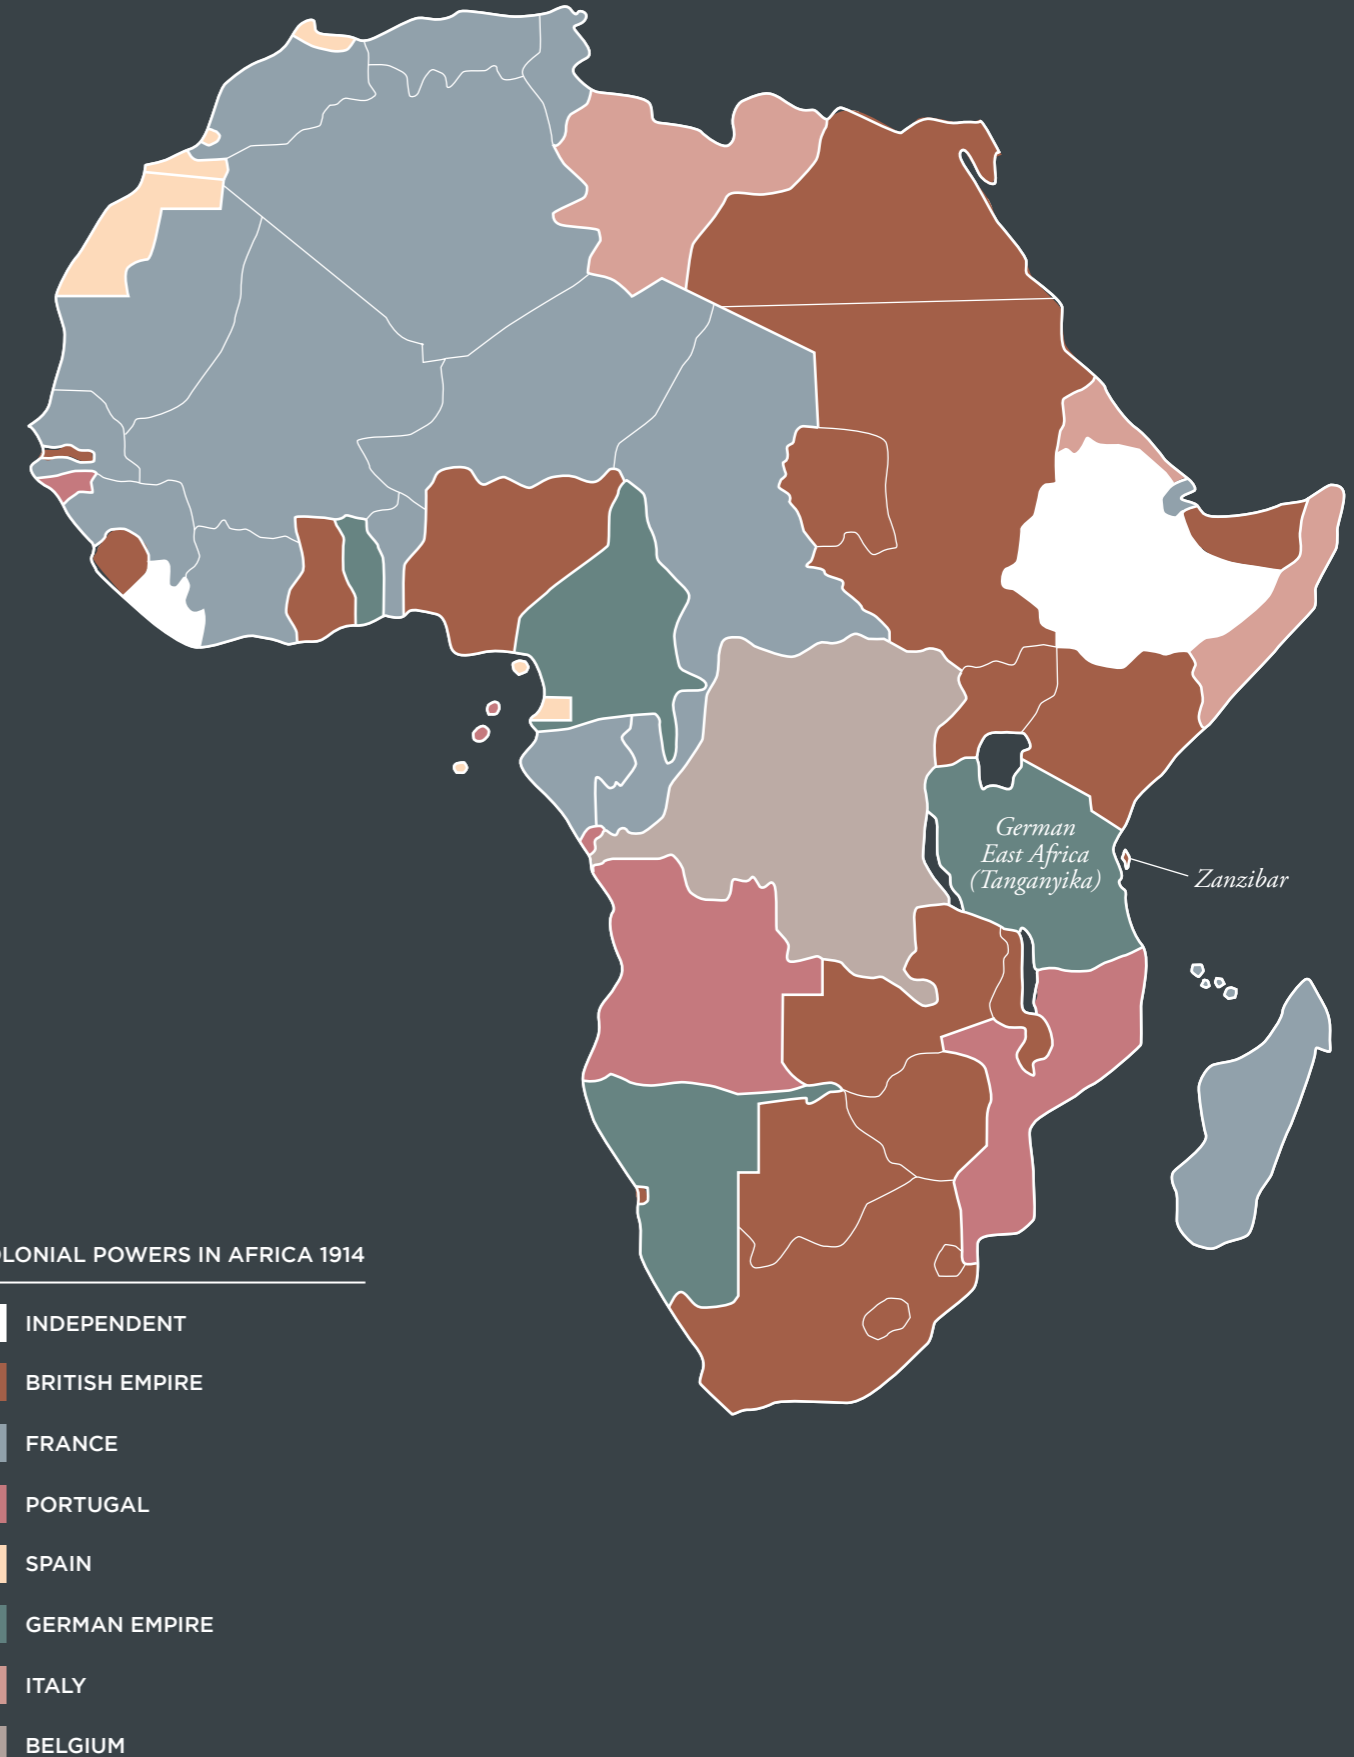 German
East Africa
(Tanganyika)
Zanzibar
OLONIAL POWERS IN AFRICA 1914
INDEPENDENT
BRITISH EMPIRE
FRANCE
PORTUGAL
SPAIN
GERMAN EMPIRE
ITALY
BELGIUM